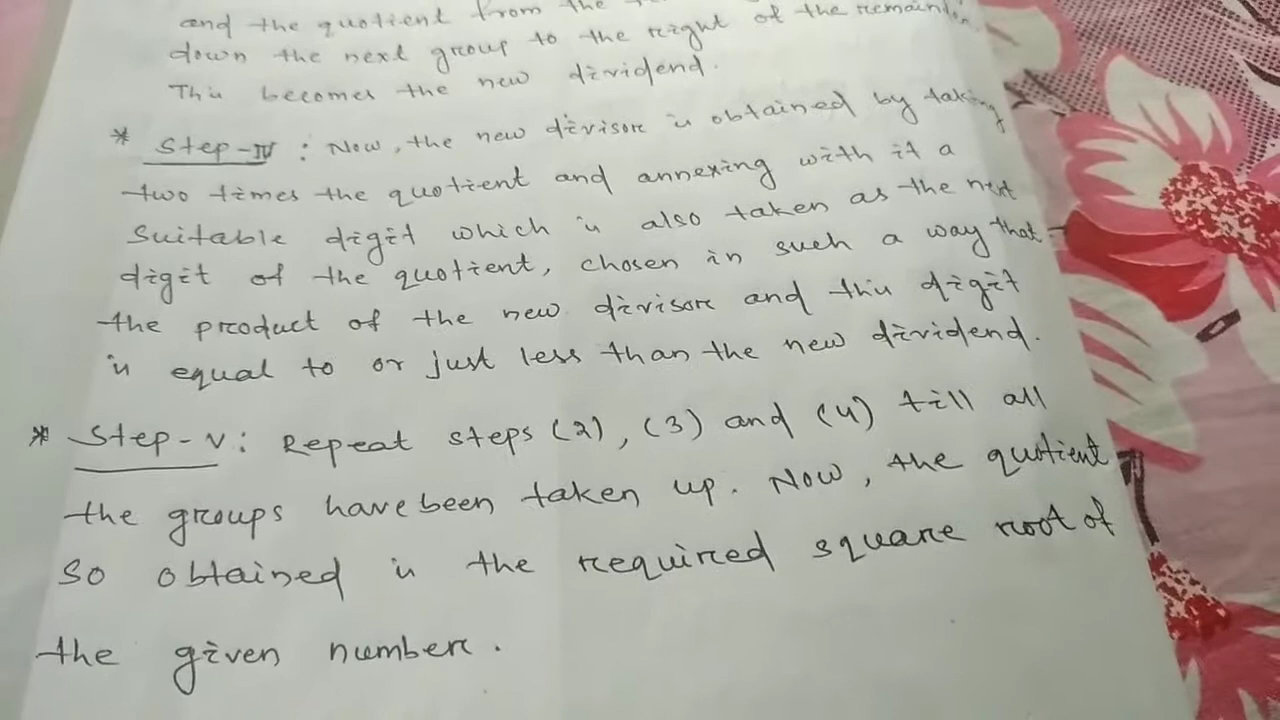 and the quotient from the
down the next group to the right of the remainder.
This becomes the new dividend.
* Step-IV : Now, the new divisor is obtained by taking
two times the quotient and annexing with it a
suitable digit which is also taken as the next
digit of the quotient, chosen in such a way that
the product of the new divisor and this digit
is equal to or just less than the new dividend.
* Step-V: Repeat steps (2), (3) and (4) till all
the groups have been taken up. Now, the quotient
so obtained is the required square root of
the given number.